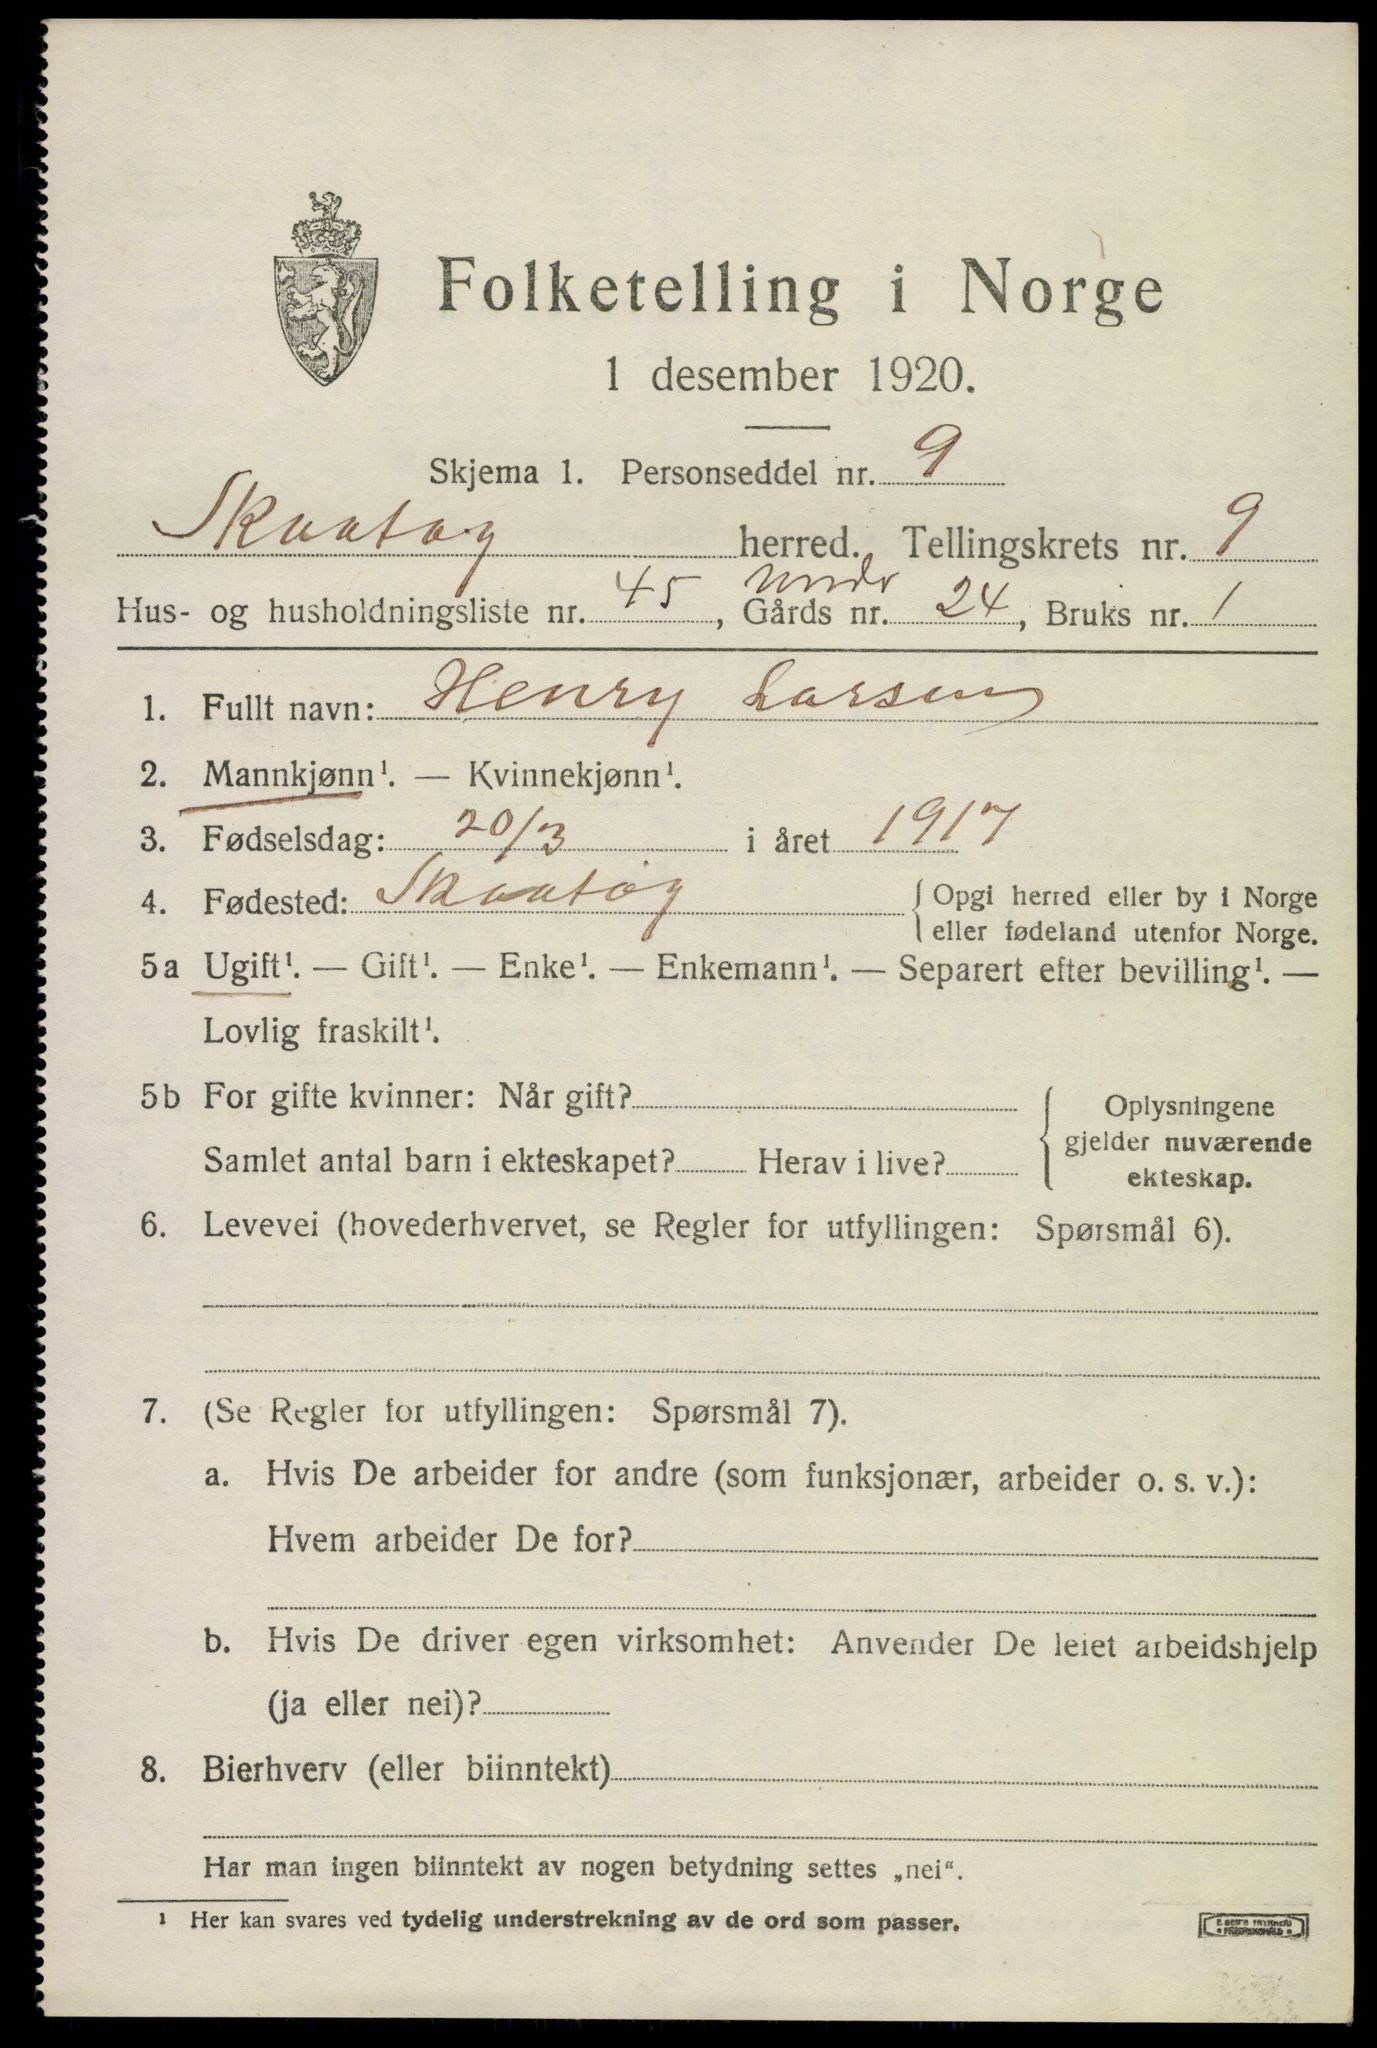 Folketelling i Norge
1 desember 1920.
Skjema 1. Personseddel nr. 9
Skaatøy herred. Tellingskrets nr. 9
Hus- og husholdningsliste nr. 45, under Gårds nr. 24, Bruks nr. 1
1. Fullt navn: Henry Larsen
2. Mannkjønn¹. — Kvinnekjønn¹.
3. Fødselsdag: 20/3 i året 1917
4. Fødested: Skaatøy { Opgi herred eller by i Norge
eller fødeland utenfor Norge.
5a Ugift¹. — Gift¹. — Enke¹. — Enkemann¹. — Separert efter bevilling¹. —
Lovlig fraskilt¹.
5b For gifte kvinner: Når gift?
Samlet antal barn i ekteskapet? Herav i live?
{ Oplysningene
gjelder nuværende
ekteskap.
6. Levevei (hovederhvervet, se Regler for utfyllingen: Spørsmål 6).
7. (Se Regler for utfyllingen: Spørsmål 7).
a. Hvis De arbeider for andre (som funksjonær, arbeider o. s. v.):
Hvem arbeider De for?
b. Hvis De driver egen virksomhet: Anvender De leiet arbeidshjelp
(ja eller nei)?
8. Bierhverv (eller biinntekt)
Har man ingen biinntekt av nogen betydning settes „nei“.
¹ Her kan svares ved tydelig understrekning av de ord som passer.